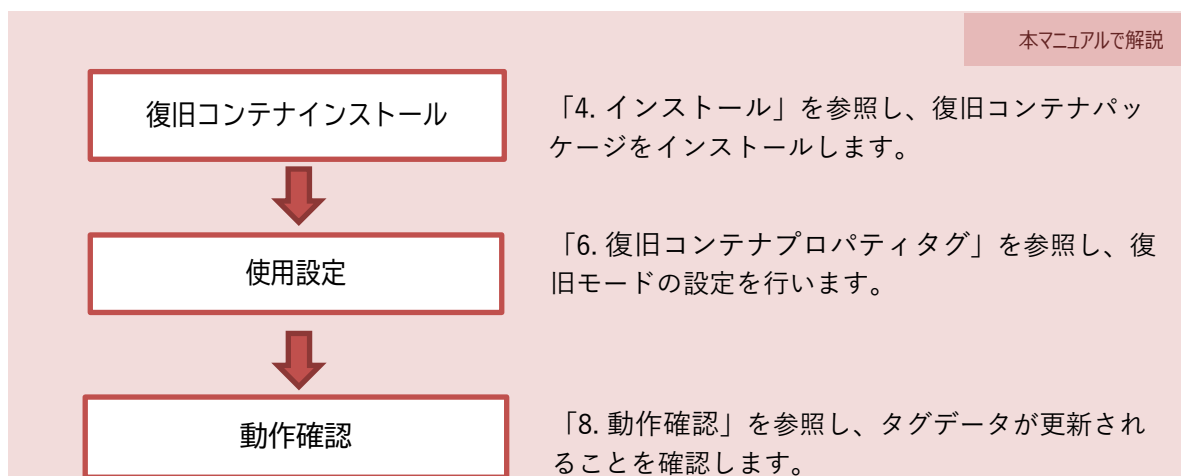 本マニュアルで解説
復旧コンテナインストール
「4. インストール」を参照し、復旧コンテナパッ
ケージをインストールします。
使用設定
「6. 復旧コンテナプロパティタグ」を参照し、復
旧モードの設定を行います。
動作確認
「8. 動作確認」を参照し、タグデータが更新され
ることを確認します。